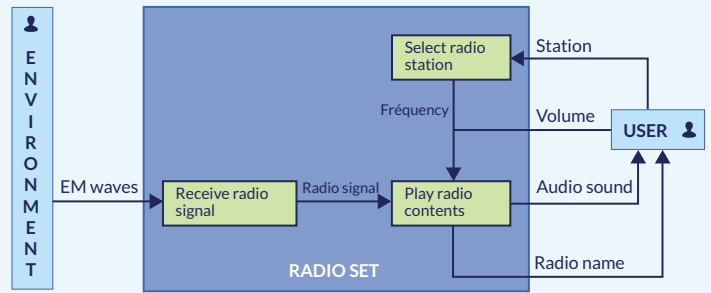 ENVIRONMENT
EM waves
Receive radio
signal
Radio signal
Select radio
station
Fréquency
Play radio
contents
RADIO SET
Station
Volume
USER
Audio sound
Radio name